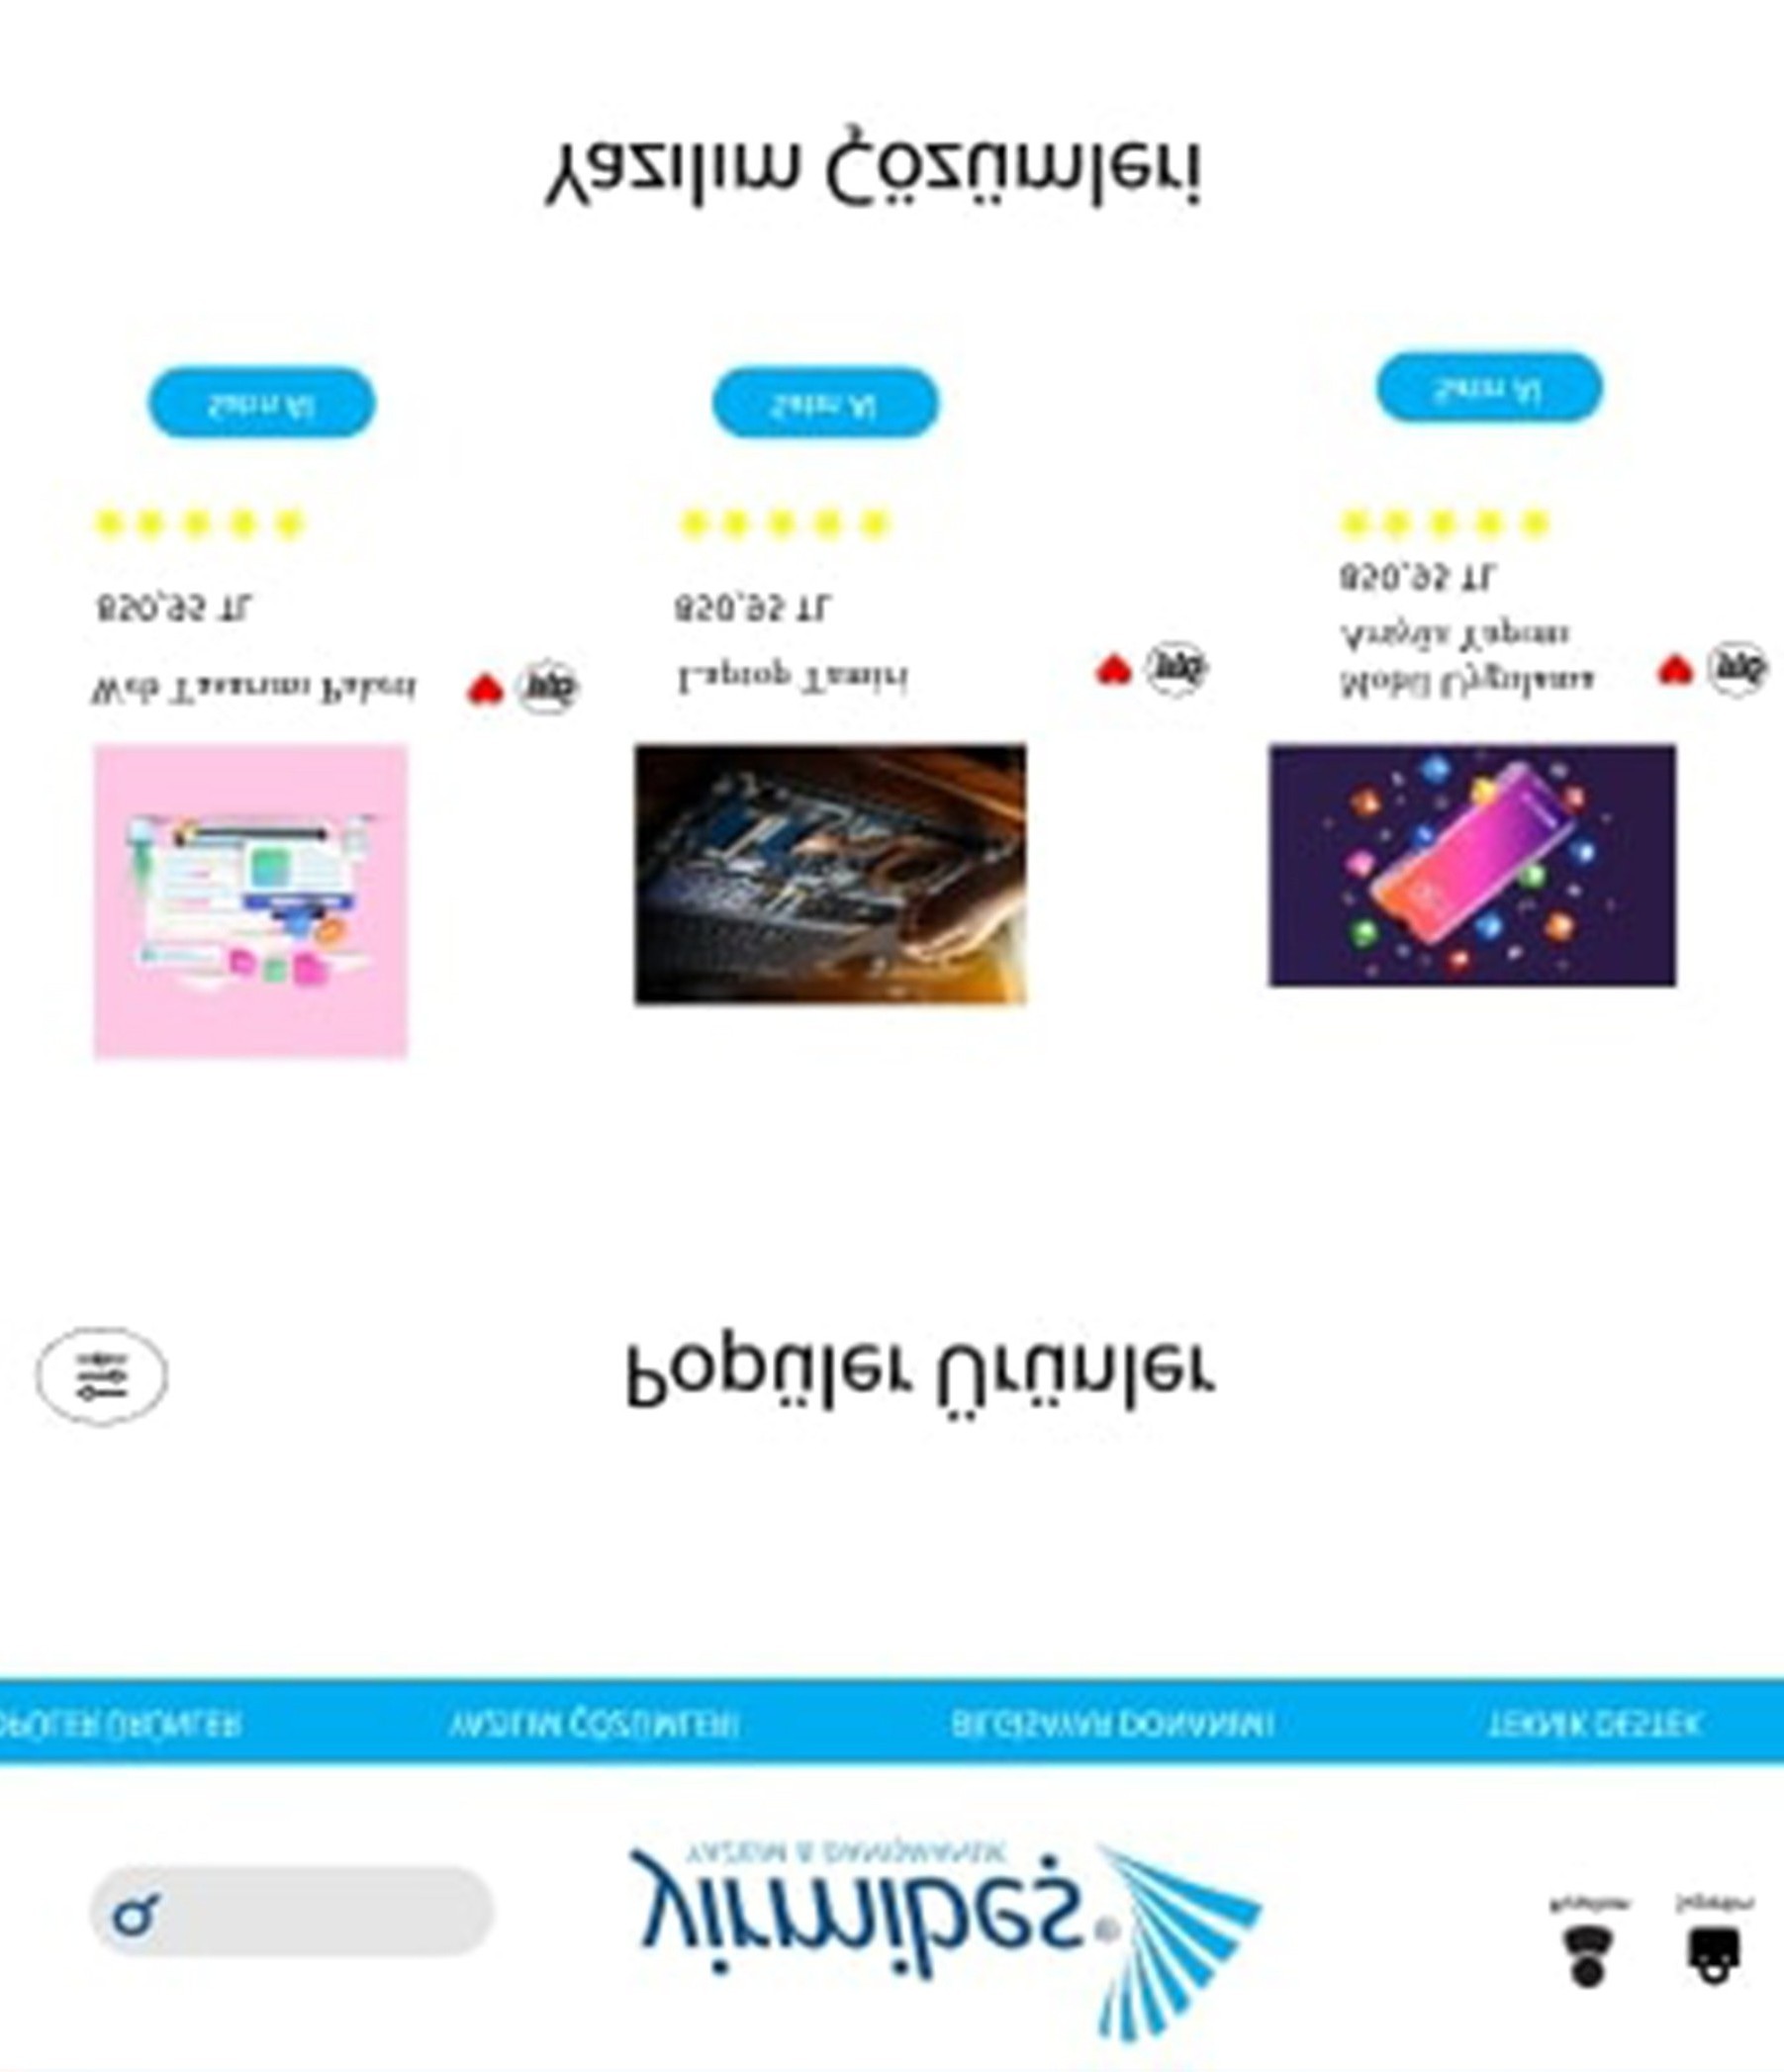 yirmibeş®
YAZILIM & DANIŞMANLIK
Sepetim
POPÜLER ÜRÜNLER YAZILIM ÇÖZÜMLERİ BİLGİSAYAR DONANIMI TEKNİK DESTEK
Popüler Ürünler
Web Tasarımı Paketi
850,95 TL
Satın Al
Laptop Tamiri
850,95 TL
Satın Al
Mobil Uygulama
Arayüz Yapımı
850,95 TL
Satın Al
Yazılım Çözümleri